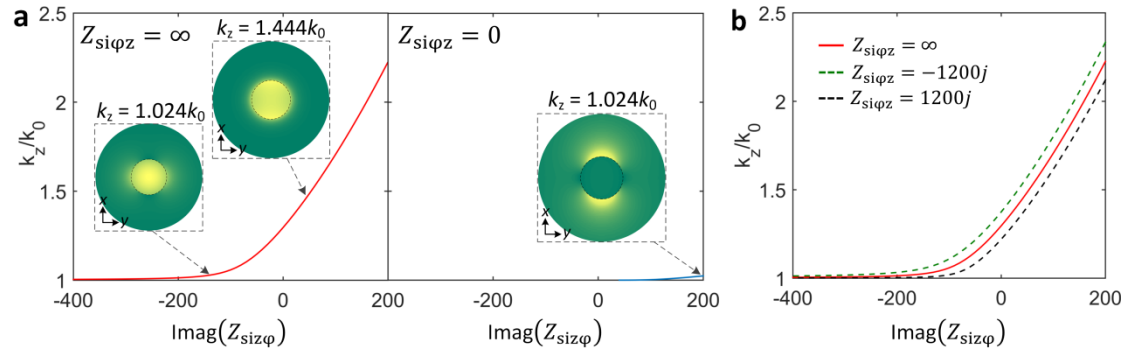 a
2.5
2
1.5
1
k_z/k_0
Z_siφz = ∞
k_z = 1.444k_0
k_z = 1.024k_0
x
y
x
y
-400
-200
0
200
Imag(Z_sizφ)
Z_siφz = 0
k_z = 1.024k_0
x
y
-400
-200
0
200
Imag(Z_sizφ)
b
2.5
2
1.5
1
k_z/k_0
Z_siφz = ∞
Z_siφz = −1200j
Z_siφz = 1200j
-400
-200
0
200
Imag(Z_sizφ)